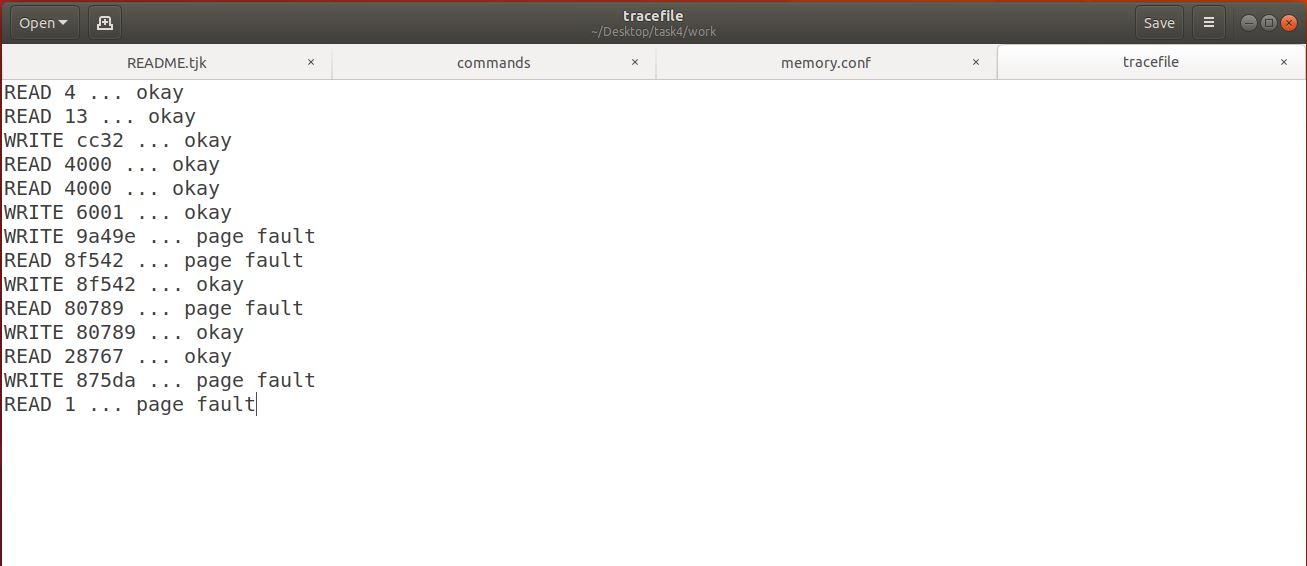 Open
tracefile
~/Desktop/task4/work
Save
README.tjk
commands
memory.conf
tracefile
READ 4 ... okay
READ 13 ... okay
WRITE cc32 ... okay
READ 4000 ... okay
READ 4000 ... okay
WRITE 6001 ... okay
WRITE 9a49e ... page fault
READ 8f542 ... page fault
WRITE 8f542 ... okay
READ 80789 ... page fault
WRITE 80789 ... okay
READ 28767 ... okay
WRITE 875da ... page fault
READ 1 ... page fault